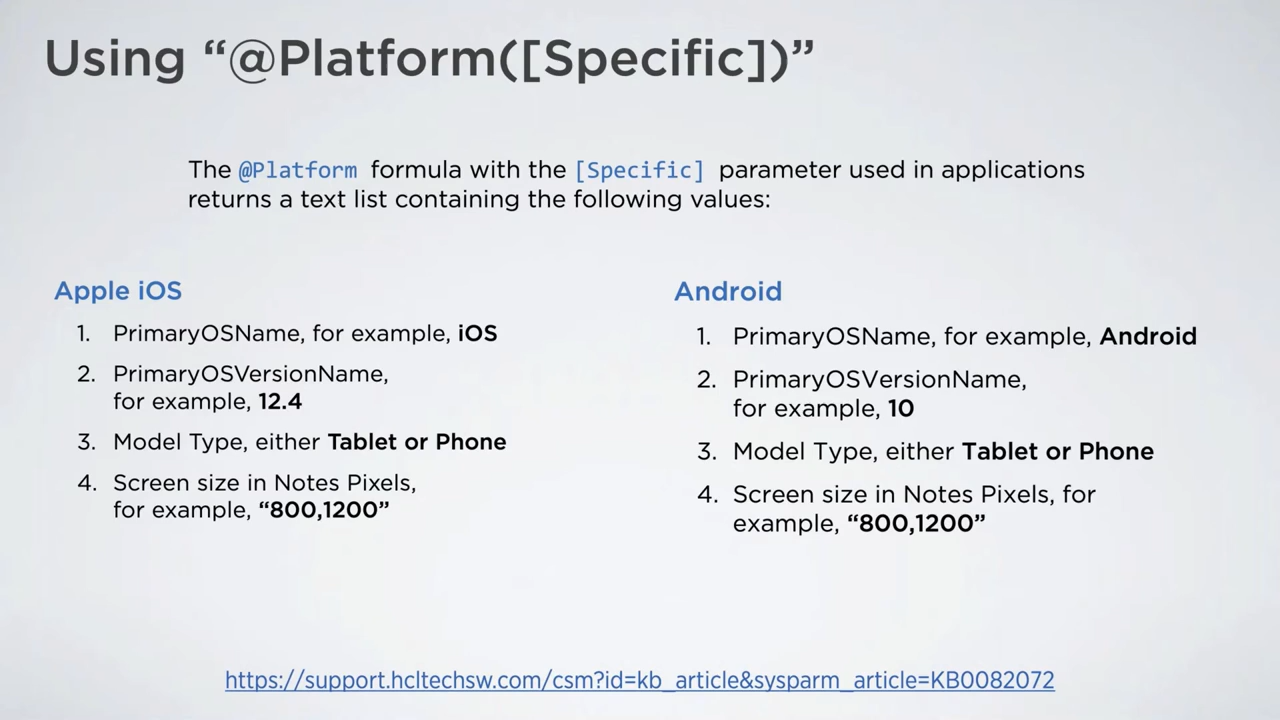 Using “@Platform([Specific])”
The @Platform formula with the [Specific] parameter used in applications
returns a text list containing the following values:
Apple iOS
1. PrimaryOSName, for example, iOS
2. PrimaryOSVersionName,
for example, 12.4
3. Model Type, either Tablet or Phone
4. Screen size in Notes Pixels,
for example, “800,1200”
Android
1. PrimaryOSName, for example, Android
2. PrimaryOSVersionName,
for example, 10
3. Model Type, either Tablet or Phone
4. Screen size in Notes Pixels, for
example, “800,1200”
https://support.hcltechsw.com/csm?id=kb_article&sysparm_article=KB0082072